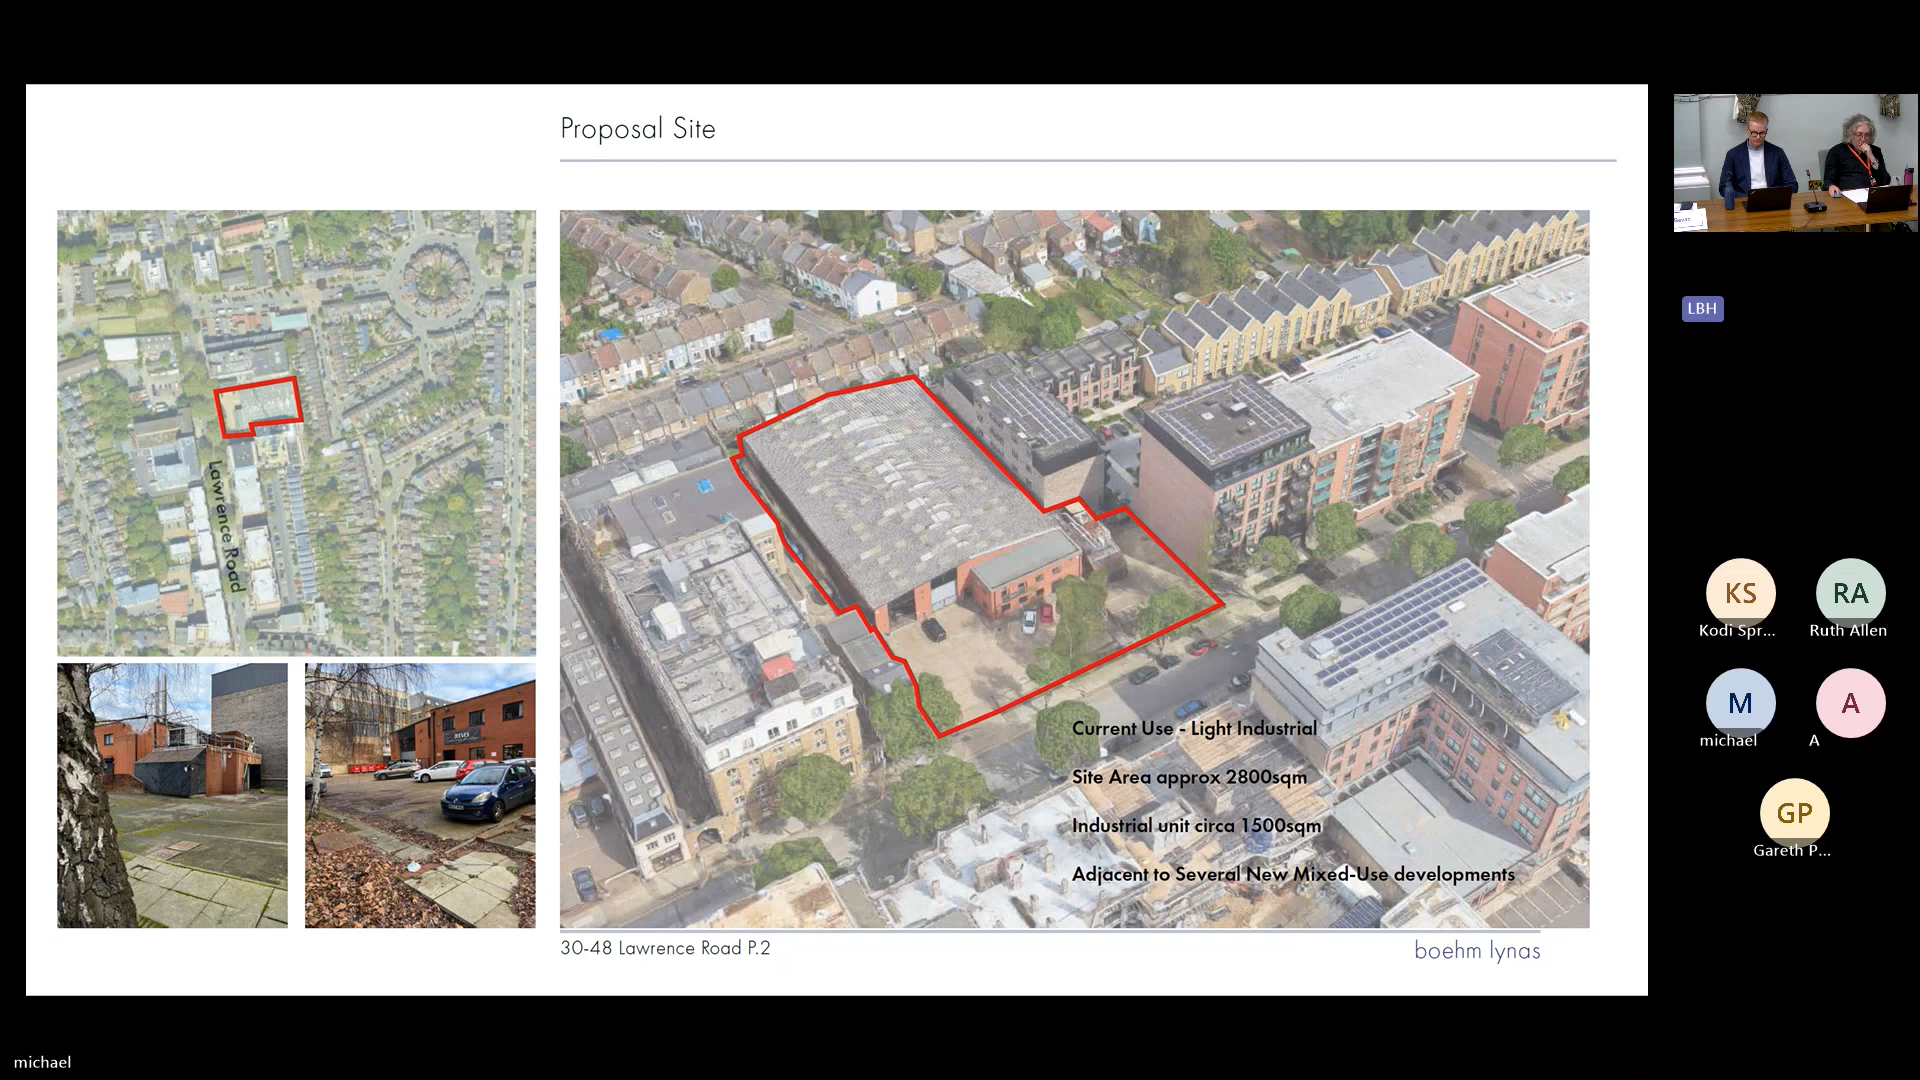 Proposal Site
Lawrence Road
Current Use - Light Industrial
Site Area approx 2800sqm
Industrial unit circa 1500sqm
Adjacent to Several New Mixed-Use developments
30-48 Lawrence Road P.2
boehm lynas
LBH
KS
Kodi Spr...
RA
Ruth Allen
M
michael
A
A
GP
Gareth P...
michael